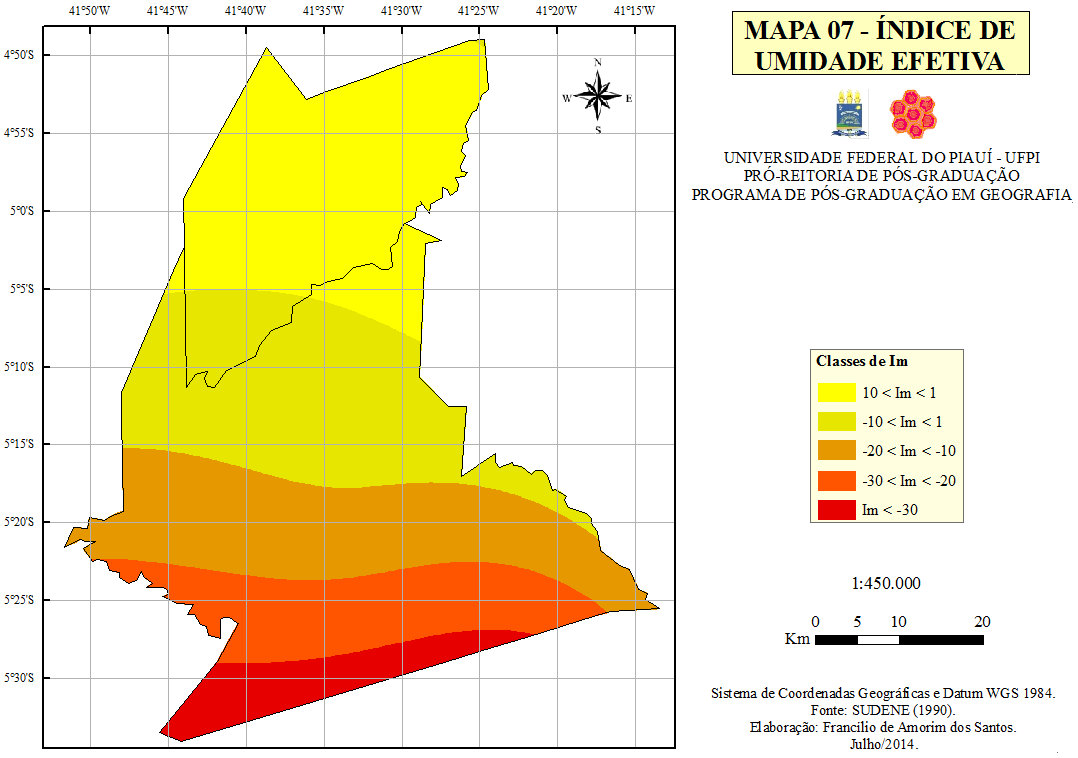 41°50'S 41°45'S 41°40'S 41°35'S 41°30'S 41°25'S 41°20'S 41°15'S
4°50'S
4°55'S
5°0'S
5°5'S
5°10'S
5°15'S
5°20'S
5°25'S
5°30'S
N
W E
S
MAPA 07 - ÍNDICE DE
UMIDADE EFETIVA
UNIVERSIDADE FEDERAL DO PIAUÍ - UFPI
PRÓ-REITORIA DE PÓS-GRADUAÇÃO
PROGRAMA DE PÓS-GRADUAÇÃO EM GEOGRAFIA
Classes de Im
10 < Im < 1
-10 < Im < 1
-20 < Im < -10
-30 < Im < -20
Im < -30
1:450.000
0 5 10 20
Km
Sistema de Coordenadas Geográficas e Datum WGS 1984.
Fonte: SUDENE (1990).
Elaboração: Francilio de Amorim dos Santos.
Julho/2014.